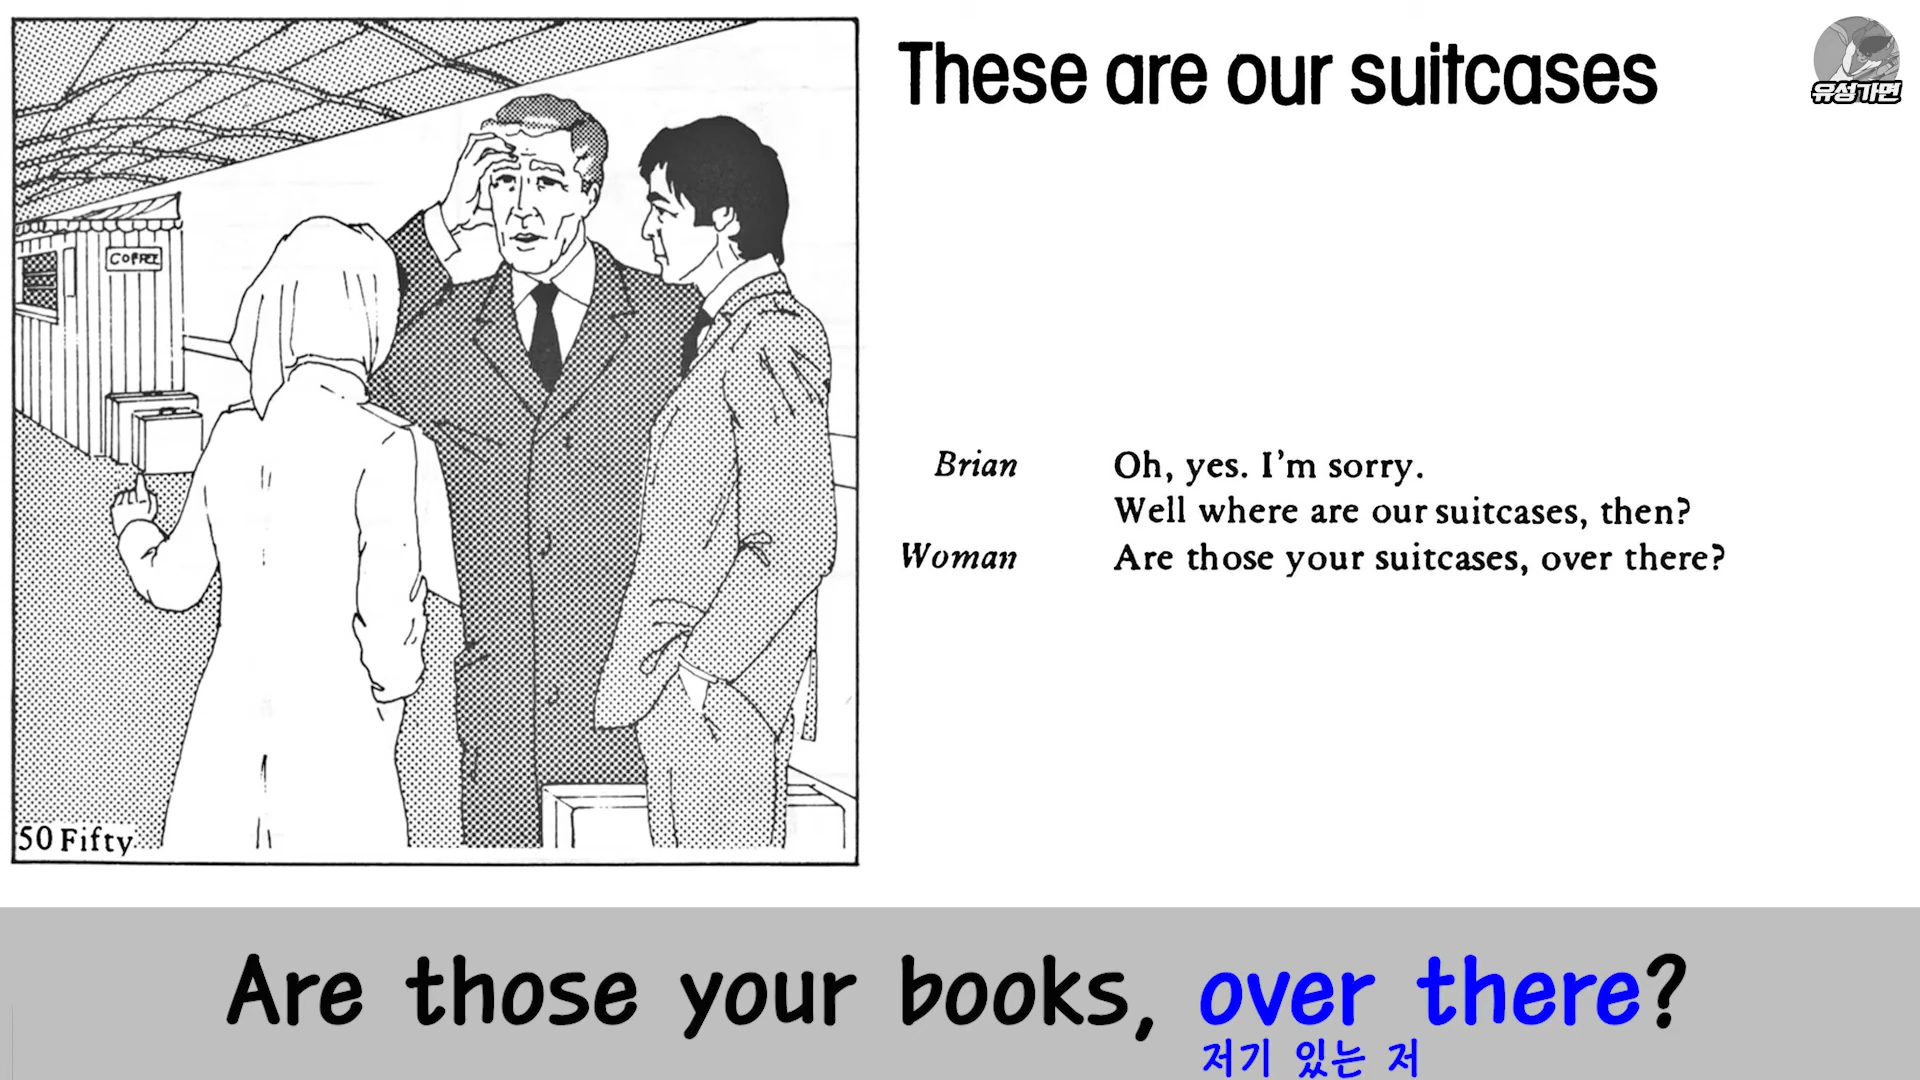 These are our suitcases
유성가면
COFFEE
Brian Oh, yes. I'm sorry.
Well where are our suitcases, then?
Woman Are those your suitcases, over there?
50 Fifty
Are those your books, over there?
저기 있는 저